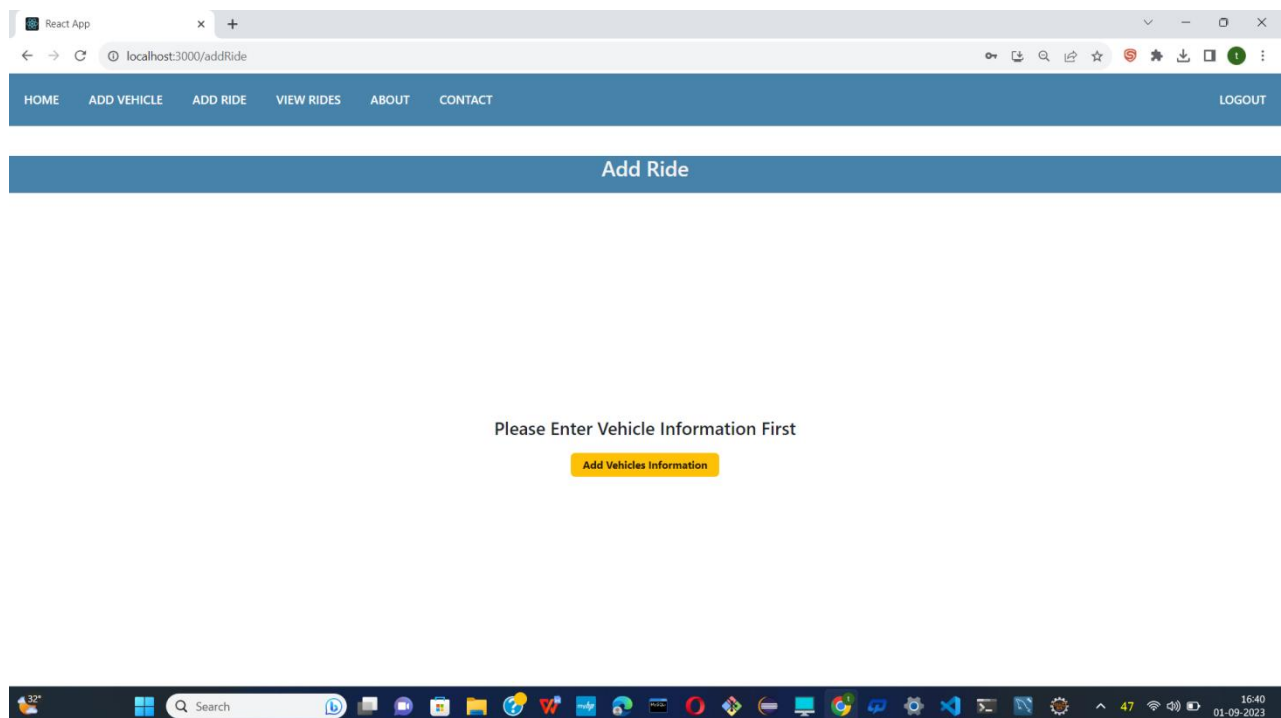 React App
localhost:3000/addRide
t
HOME ADD VEHICLE ADD RIDE VIEW RIDES ABOUT CONTACT LOGOUT
Add Ride
Please Enter Vehicle Information First
Add Vehicles Information
32°
Search
47
16:40
01-09-2023